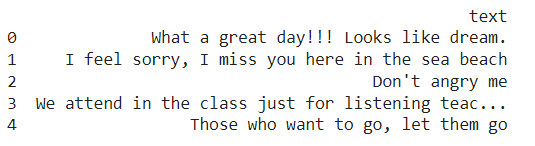 text
0 What a great day!!! Looks like dream.
1 I feel sorry, I miss you here in the sea beach
2 Don't angry me
3 We attend in the class just for listening teac...
4 Those who want to go, let them go